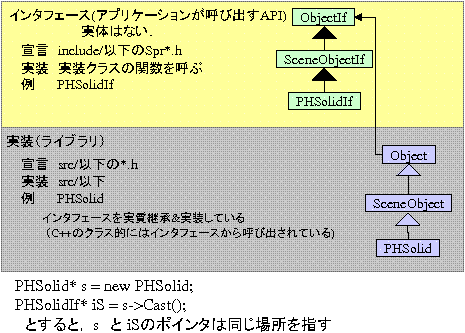 インタフェース(アプリケーションが呼び出すAPI)
実体はない.
宣言 include/以下のSpr*.h
実装 実装クラスの関数を呼ぶ
例 PHSolidIf
ObjectIf
SceneObjectIf
PHSolidIf
実装(ライブラリ)
宣言 src/以下の*.h
実装 src/以下
例 PHSolid
インタフェースを実質継承&実装している
(C++のクラス的にはインタフェースから呼び出されている)
Object
SceneObject
PHSolid
PHSolid* s = new PHSolid;
PHSolidIf* iS = s->Cast();
とすると, s とiSのポインタは同じ場所を指す